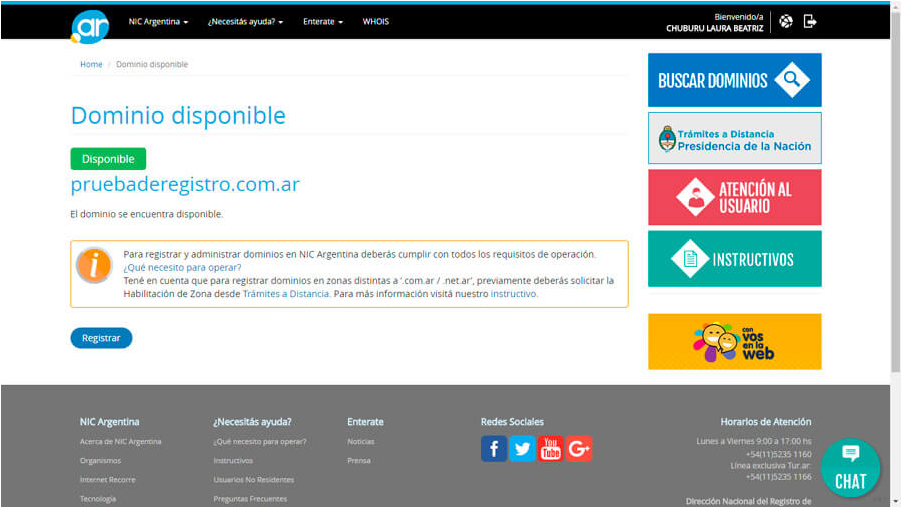 .ar
NIC Argentina
¿Necesitás ayuda?
Enterate
WHOIS
Bienvenido/a
CHUBURU LAURA BEATRIZ
Home / Dominio disponible
Dominio disponible
Disponible
pruebaderegistro.com.ar
El dominio se encuentra disponible.
Para registrar y administrar dominios en NIC Argentina deberás cumplir con todos los requisitos de operación.
¿Qué necesito para operar?
Tené en cuenta que para registrar dominios en zonas distintas a '.com.ar / .net.ar', previamente deberás solicitar la
Habilitación de Zona desde Trámites a Distancia. Para más información visitá nuestro instructivo.
Registrar
BUSCAR DOMINIOS
Trámites a Distancia
Presidencia de la Nación
ATENCIÓN AL
USUARIO
INSTRUCTIVOS
con
vos
en la
web
NIC Argentina
Acerca de NIC Argentina
Organismos
Internet Recorre
Tecnología
¿Necesitás ayuda?
¿Qué necesito para operar?
Instructivos
Usuarios No Residentes
Preguntas Frecuentes
Enterate
Noticias
Prensa
Redes Sociales
f
You
Tube
G+
Horarios de Atención
Lunes a Viernes 9:00 a 17:00 hs
+54(11)5235 1160
Línea exclusiva Tur.ar:
+54(11)5235 1166
Dirección Nacional del Registro de
CHAT